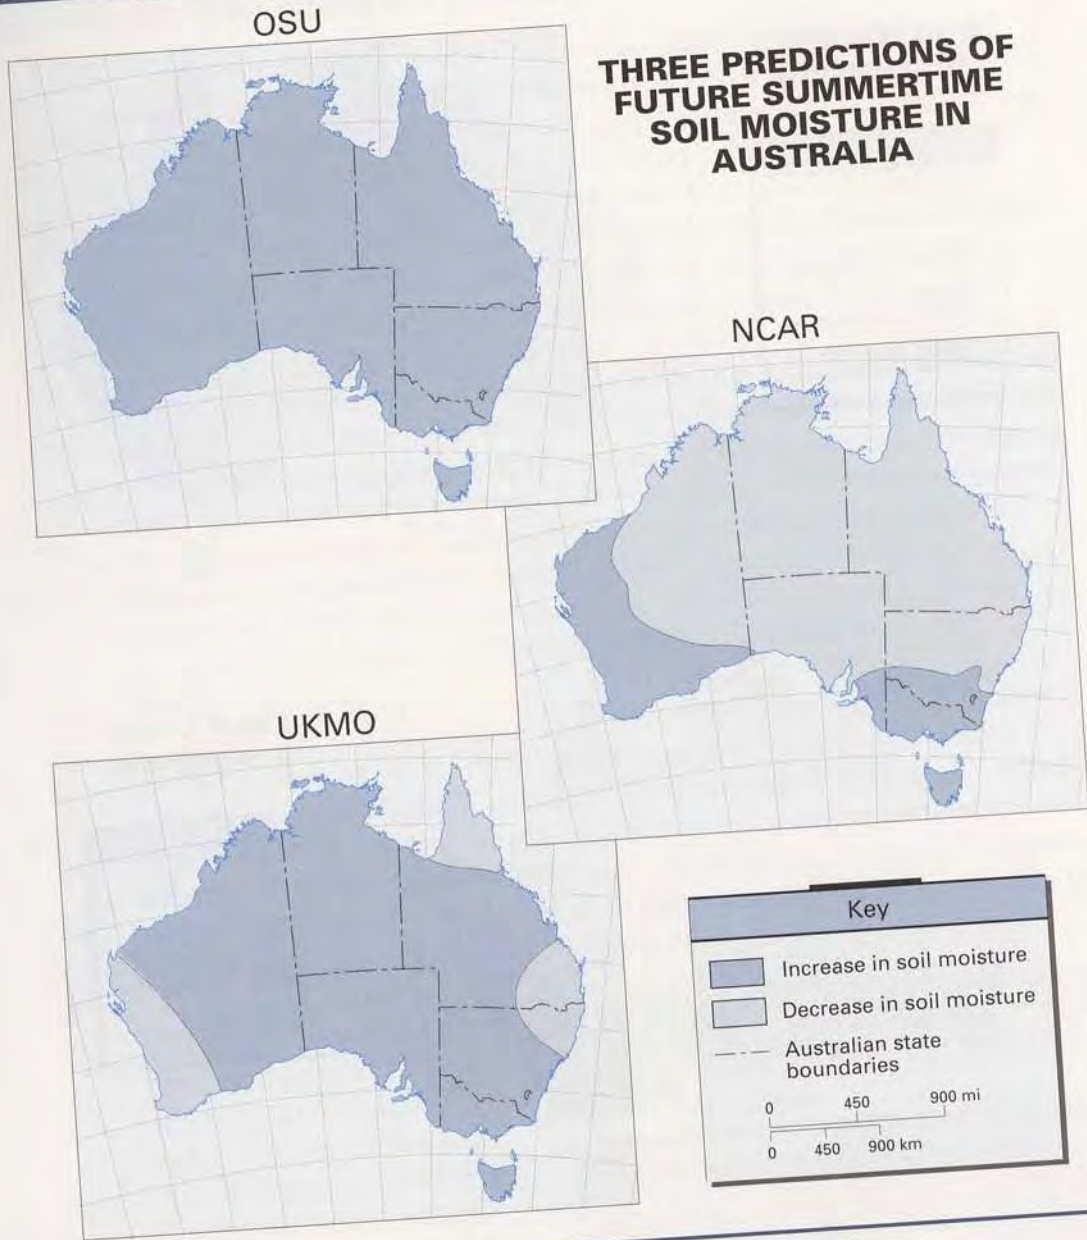 OSU
THREE PREDICTIONS OF
FUTURE SUMMERTIME
SOIL MOISTURE IN
AUSTRALIA
NCAR
UKMO
Key
Increase in soil moisture
Decrease in soil moisture
Australian state
boundaries
0 450 900 mi
0 450 900 km